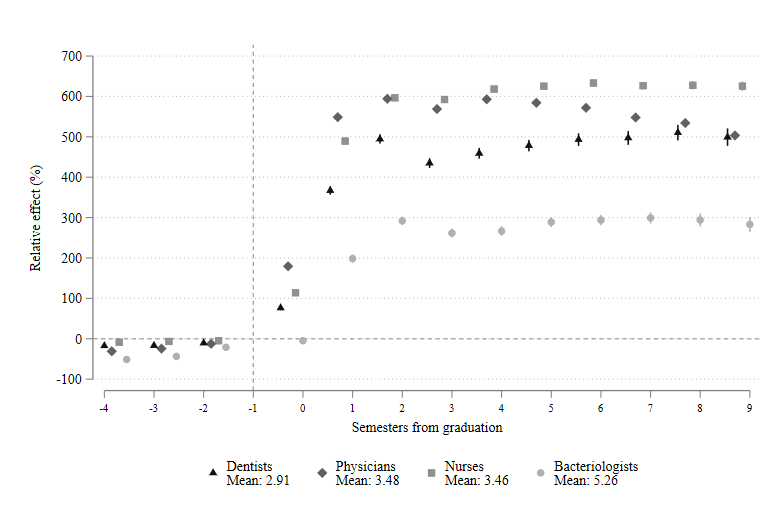 700
600
500
400
300
200
100
0
-100
Relative effect (%)
-4 -3 -2 -1 0 1 2 3 4 5 6 7 8 9
Semesters from graduation
Dentists Physicians Nurses Bacteriologists
Mean: 2.91 Mean: 3.48 Mean: 3.46 Mean: 5.26